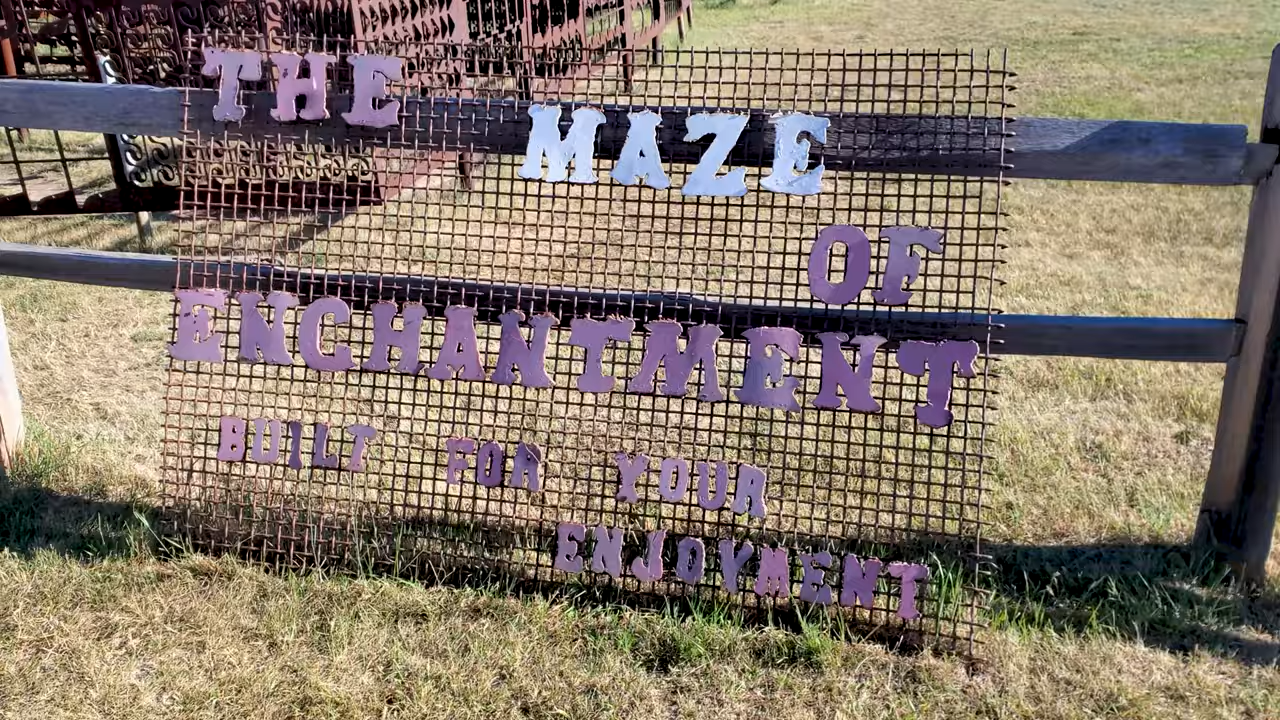 THE
MAZE
OF
ENCHANTMENT
BUILT FOR YOUR
ENJOYMENT